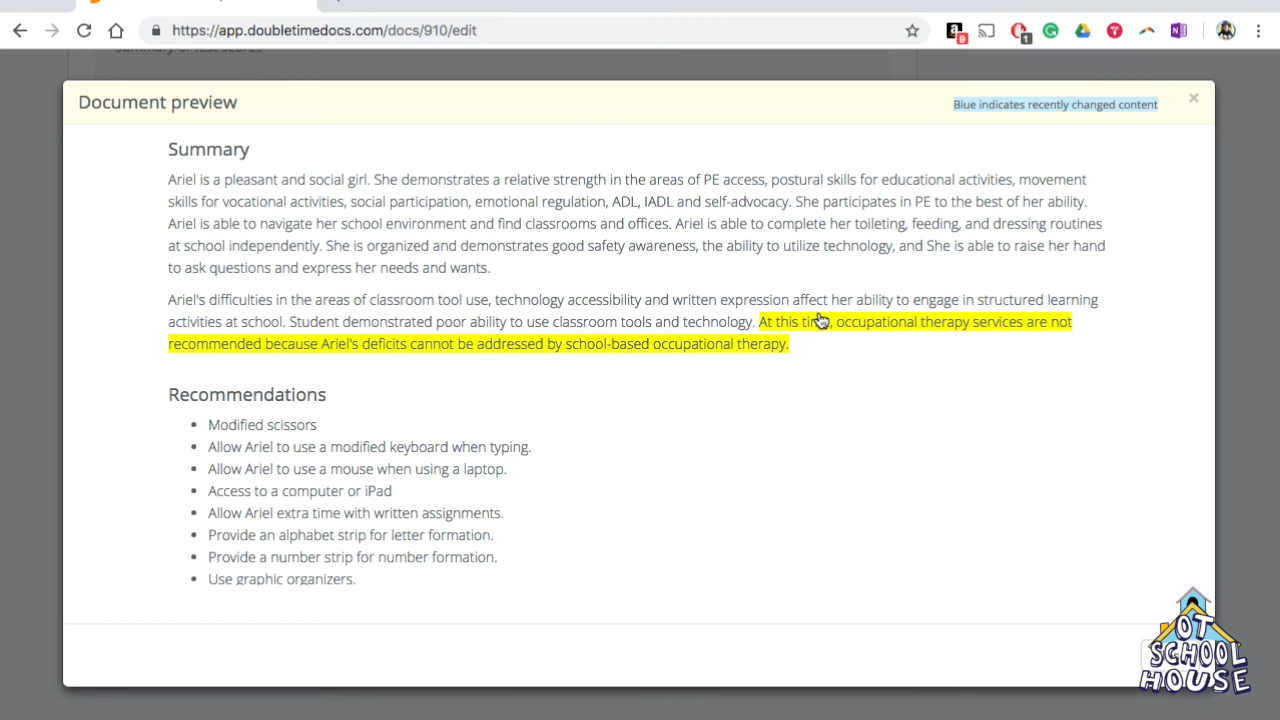 https://app.doubletimedocs.com/docs/910/edit
9
1
Summary of test scores
Document preview
Blue indicates recently changed content
×
Summary
Ariel is a pleasant and social girl. She demonstrates a relative strength in the areas of PE access, postural skills for educational activities, movement
skills for vocational activities, social participation, emotional regulation, ADL, IADL and self-advocacy. She participates in PE to the best of her ability.
Ariel is able to navigate her school environment and find classrooms and offices. Ariel is able to complete her toileting, feeding, and dressing routines
at school independently. She is organized and demonstrates good safety awareness, the ability to utilize technology, and She is able to raise her hand
to ask questions and express her needs and wants.
Ariel's difficulties in the areas of classroom tool use, technology accessibility and written expression affect her ability to engage in structured learning
activities at school. Student demonstrated poor ability to use classroom tools and technology. At this time, occupational therapy services are not
recommended because Ariel's deficits cannot be addressed by school-based occupational therapy.
Recommendations
• Modified scissors
• Allow Ariel to use a modified keyboard when typing.
• Allow Ariel to use a mouse when using a laptop.
• Access to a computer or iPad
• Allow Ariel extra time with written assignments.
• Provide an alphabet strip for letter formation.
• Provide a number strip for number formation.
• Use graphic organizers.
OT
SCHOOL
HOUSE